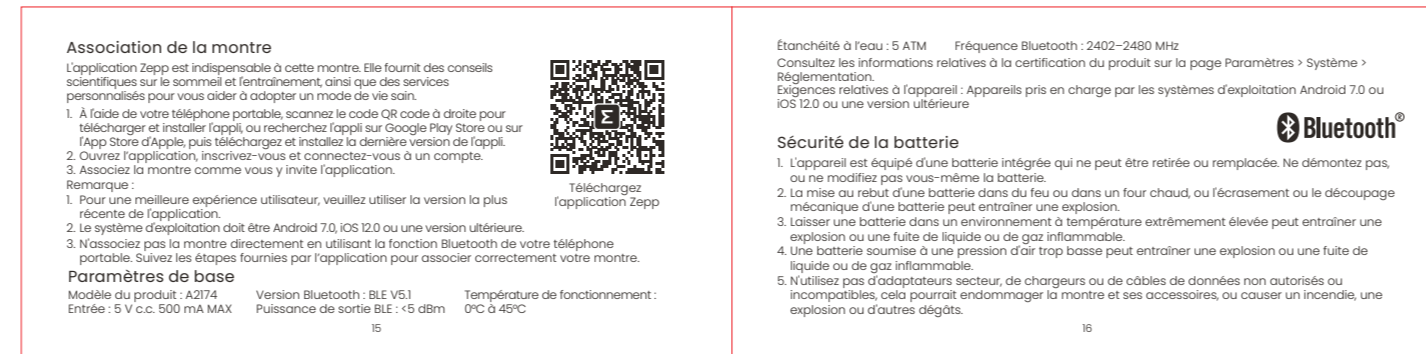 Association de la montre
L'application Zepp est indispensable à cette montre. Elle fournit des conseils
scientifiques sur le sommeil et l'entraînement, ainsi que des services
personnalisés pour vous aider à adopter un mode de vie sain.
1. À l'aide de votre téléphone portable, scannez le code QR code à droite pour
télécharger et installer l'appli, ou recherchez l'appli sur Google Play Store ou sur
l'App Store d'Apple, puis téléchargez et installez la dernière version de l'appli.
2. Ouvrez l'application, inscrivez-vous et connectez-vous à un compte.
3. Associez la montre comme vous y invite l'application.
Téléchargez
l'application Zepp
Remarque :
1. Pour une meilleure expérience utilisateur, veuillez utiliser la version la plus
récente de l'application.
2. Le système d'exploitation doit être Android 7.0, iOS 12.0 ou une version ultérieure.
3. N'associez pas la montre directement en utilisant la fonction Bluetooth de votre téléphone
portable. Suivez les étapes fournies par l'application pour associer correctement votre montre.
Paramètres de base
Modèle du produit : A2174 Version Bluetooth : BLE V5.1 Température de fonctionnement :
Entrée : 5 V c.c. 500 mA MAX Puissance de sortie BLE : <5 dBm 0°C à 45°C
15
Étanchéité à l'eau : 5 ATM Fréquence Bluetooth : 2402–2480 MHz
Consultez les informations relatives à la certification du produit sur la page Paramètres > Système >
Réglementation.
Exigences relatives à l'appareil : Appareils pris en charge par les systèmes d'exploitation Android 7.0 ou
iOS 12.0 ou une version ultérieure
Bluetooth®
Sécurité de la batterie
1. L'appareil est équipé d'une batterie intégrée qui ne peut être retirée ou remplacée. Ne démontez pas,
ou ne modifiez pas vous-même la batterie.
2. La mise au rebut d'une batterie dans du feu ou dans un four chaud, ou l'écrasement ou le découpage
mécanique d'une batterie peut entraîner une explosion.
3. Laisser une batterie dans un environnement à température extrêmement élevée peut entraîner une
explosion ou une fuite de liquide ou de gaz inflammable.
4. Une batterie soumise à une pression d'air trop basse peut entraîner une explosion ou une fuite de
liquide ou de gaz inflammable.
5. N'utilisez pas d'adaptateurs secteur, de chargeurs ou de câbles de données non autorisés ou
incompatibles, cela pourrait endommager la montre et ses accessoires, ou causer un incendie, une
explosion ou d'autres dégâts.
16